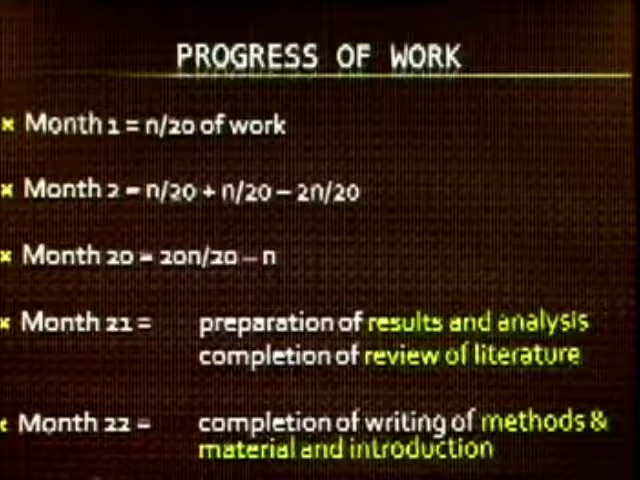 PROGRESS OF WORK
× Month 1 = n/20 of work
× Month 2 = n/20 + n/20 – 2n/20
× Month 20 = 20n/20 – n
× Month 21 = preparation of results and analysis
completion of review of literature
× Month 22 = completion of writing of methods &
material and introduction